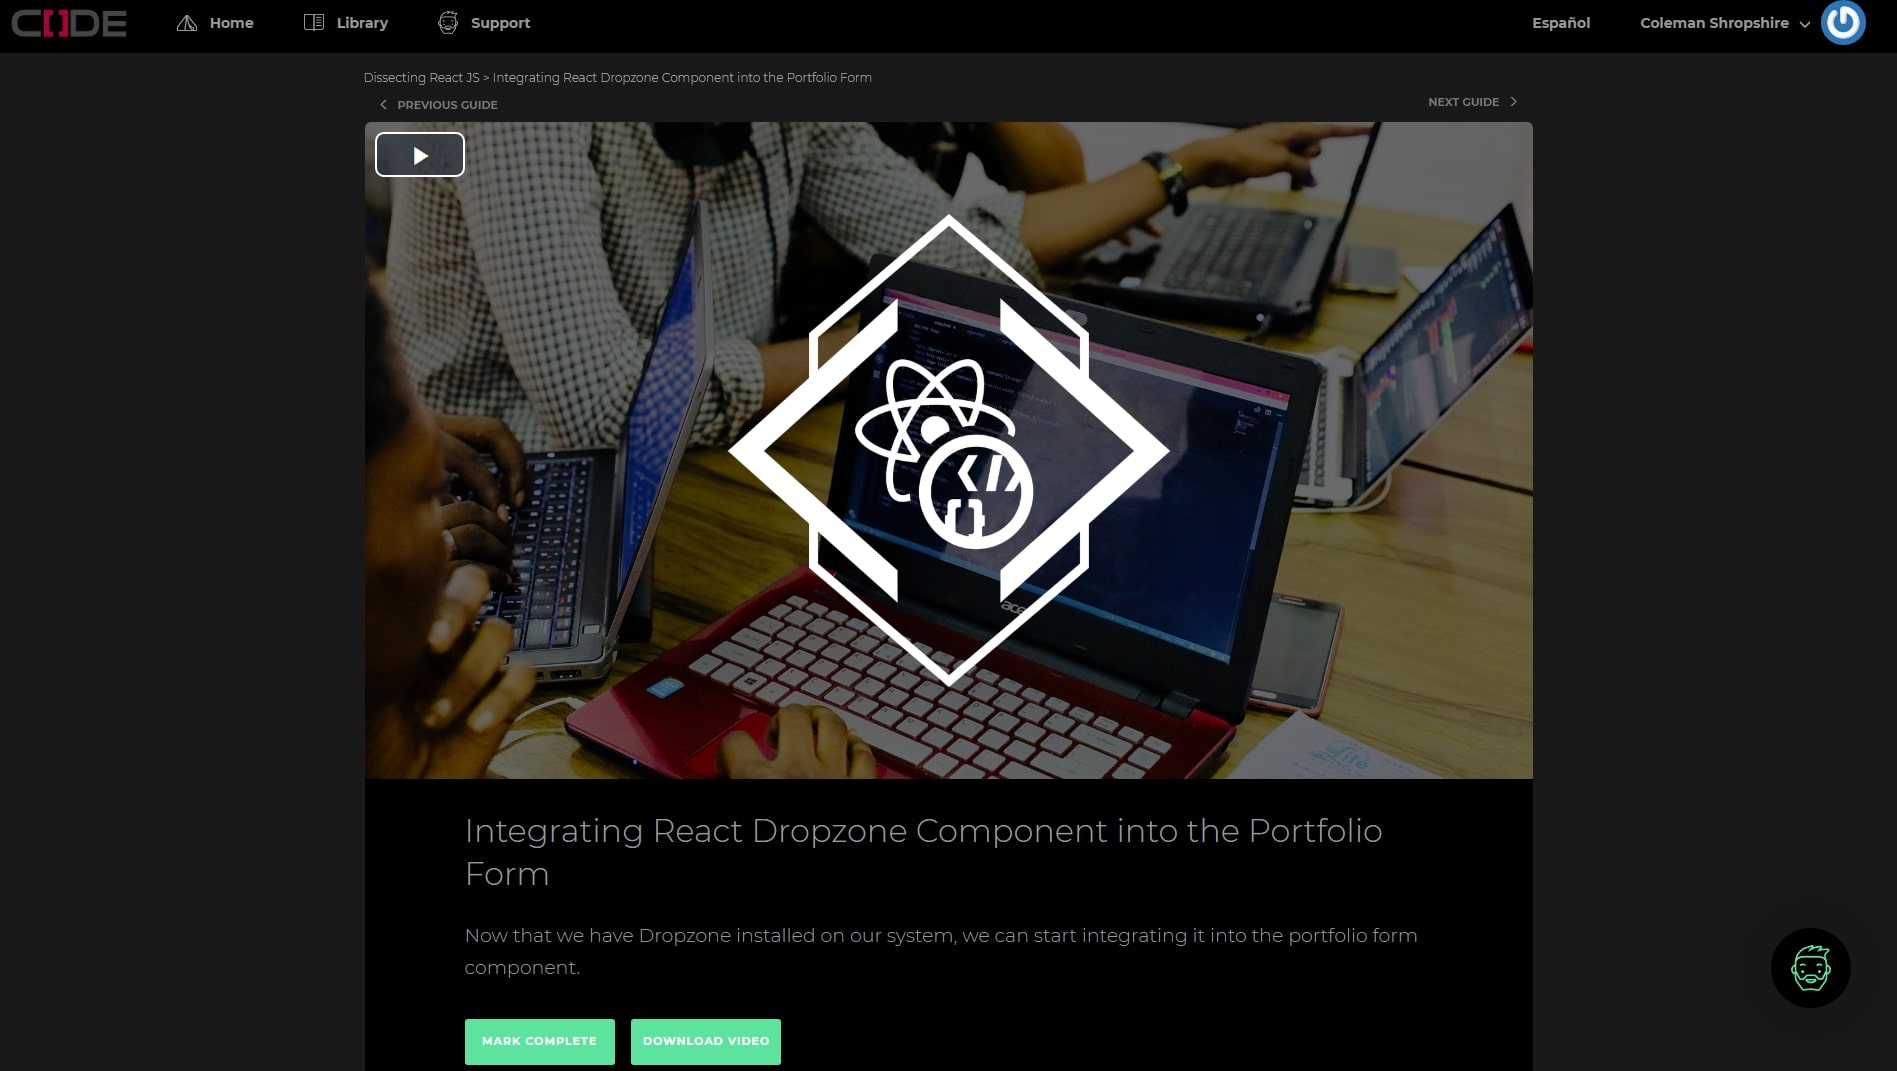 Home
Library
Support
Español
Coleman Shropshire
Dissecting React JS > Integrating React Dropzone Component into the Portfolio Form
PREVIOUS GUIDE
NEXT GUIDE
</>
{}
acer
Integrating React Dropzone Component into the Portfolio
Form
Now that we have Dropzone installed on our system, we can start integrating it into the portfolio form
component.
MARK COMPLETE
DOWNLOAD VIDEO